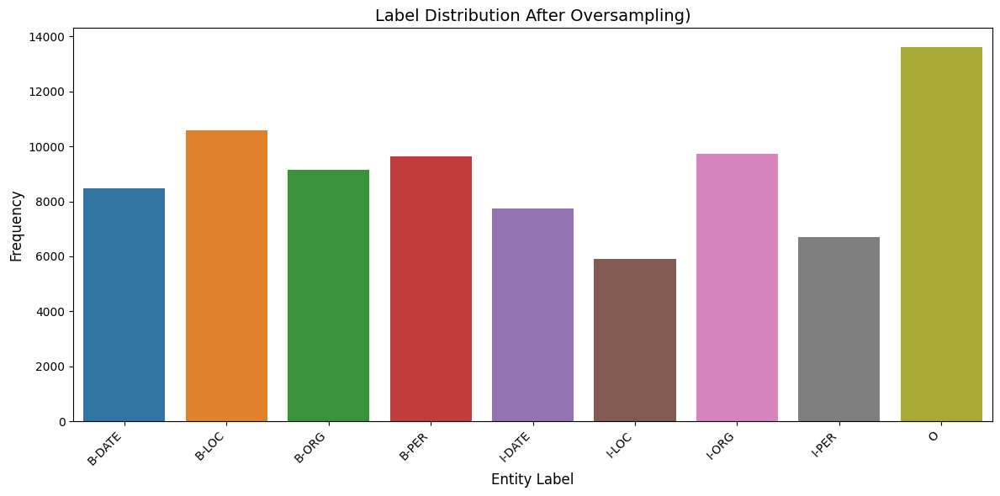 Label Distribution After Oversampling)
Frequency
14000
12000
10000
8000
6000
4000
2000
0
B-DATE
B-LOC
B-ORG
B-PER
I-DATE
I-LOC
I-ORG
I-PER
O
Entity Label